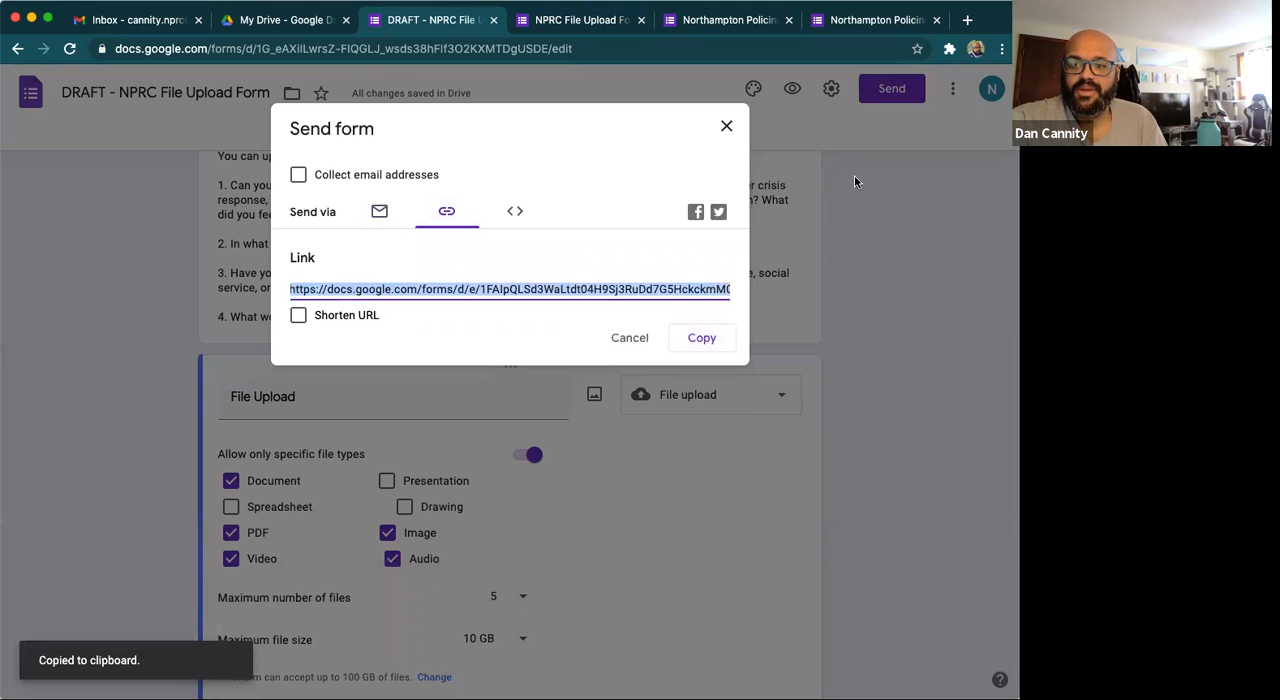 Inbox - cannity.nprc
My Drive - Google D
DRAFT - NPRC File U
NPRC File Upload Fo
Northampton Policin
Northampton Policin
docs.google.com/forms/d/1G_eAXilLwrsZ-FIQGLJ_wsds38hFlf3O2KXMTDgUSDE/edit
DRAFT - NPRC File Upload Form
All changes saved in Drive
Send
N
Dan Cannity
Send form
Collect email addresses
Send via
Link
https://docs.google.com/forms/d/e/1FAIpQLSd3WaLtdt04H9Sj3RuDd7G5HckckmM
Shorten URL
Cancel
Copy
You can up
1. Can you
er crisis
response,
n? What
did you fee
2. In what
3. Have yo
e, social
service, or
4. What wo
File Upload
File upload
Allow only specific file types
Document
Presentation
Spreadsheet
Drawing
PDF
Image
Video
Audio
Maximum number of files
5
Maximum file size
10 GB
Copied to clipboard.
rm can accept up to 100 GB of files. Change